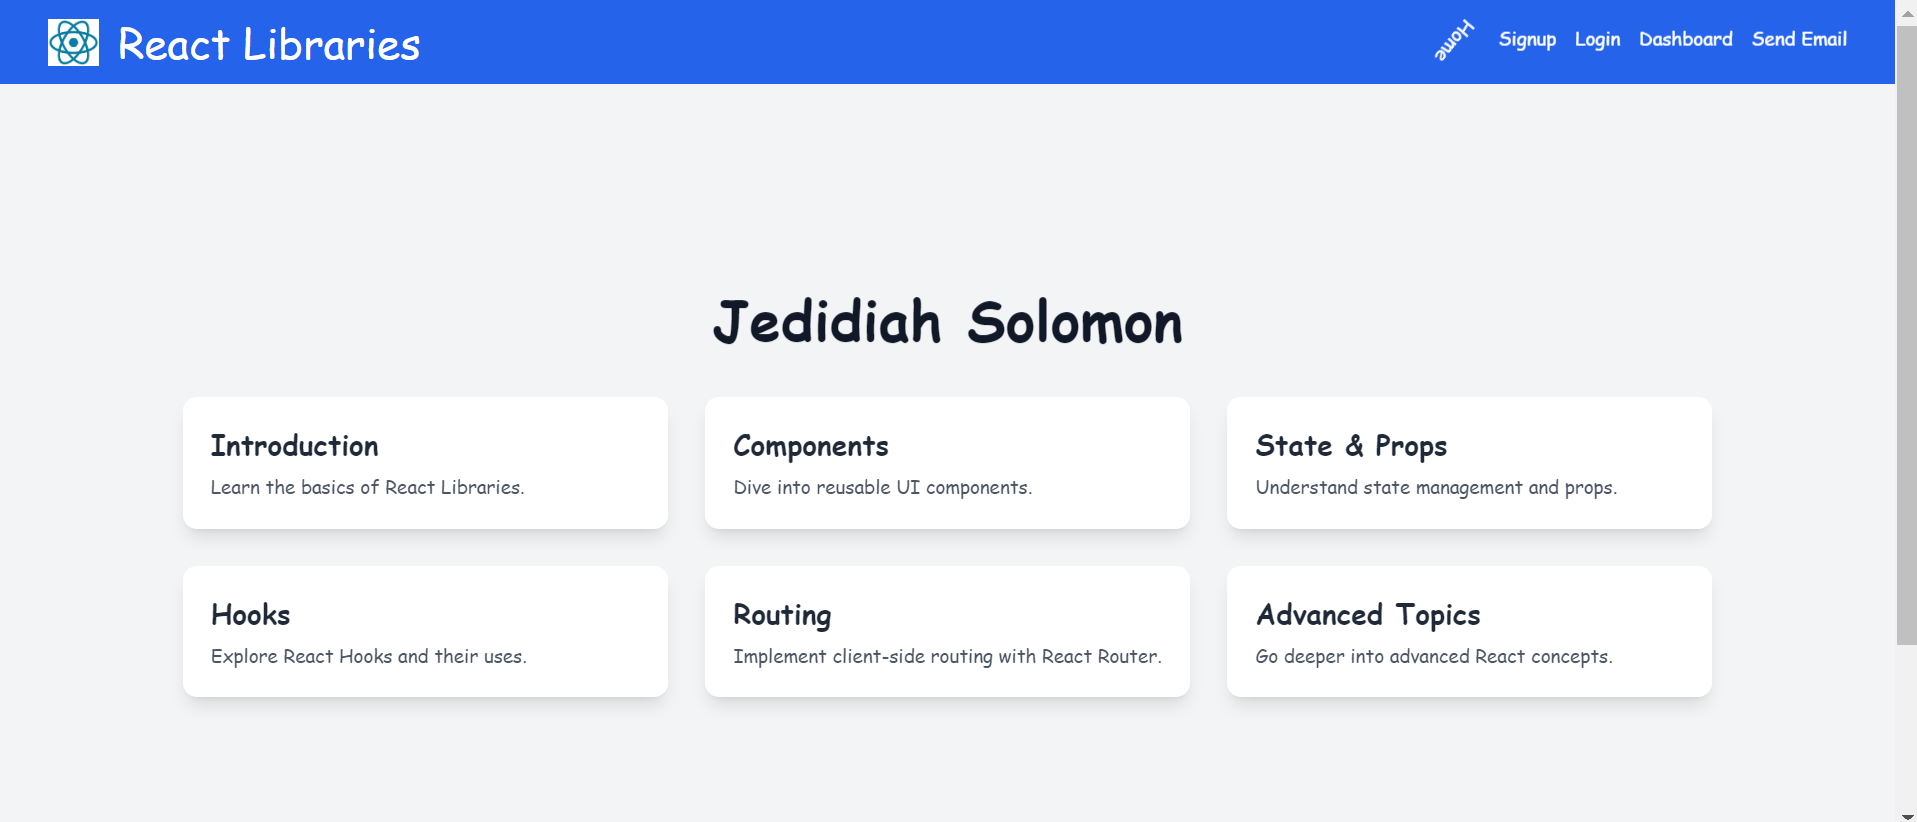 React Libraries
Home
Signup
Login
Dashboard
Send Email
Jedidiah Solomon
Introduction
Learn the basics of React Libraries.
Components
Dive into reusable UI components.
State & Props
Understand state management and props.
Hooks
Explore React Hooks and their uses.
Routing
Implement client-side routing with React Router.
Advanced Topics
Go deeper into advanced React concepts.